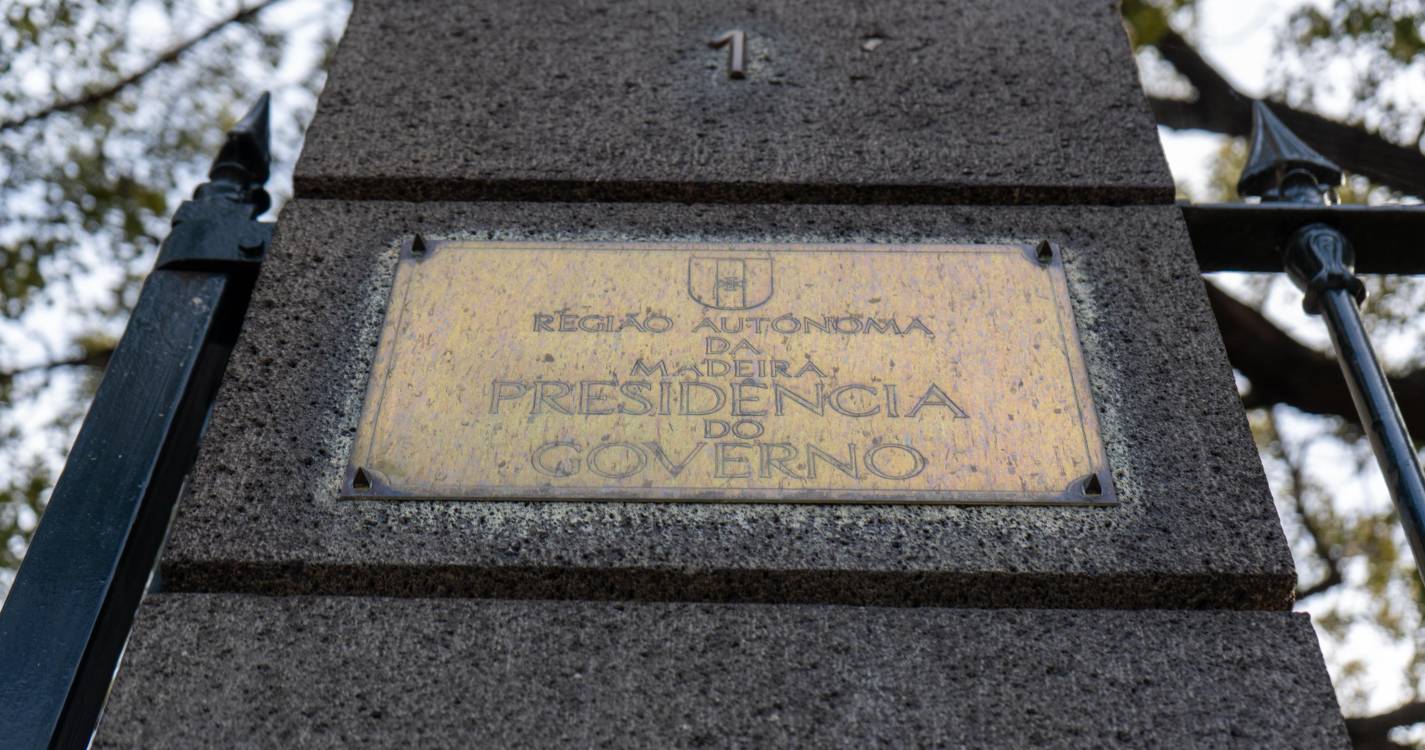 1
REGIÃO AUTÓNOMA
DA
MADEIRA
PRESIDÊNCIA
DO
GOVERNO